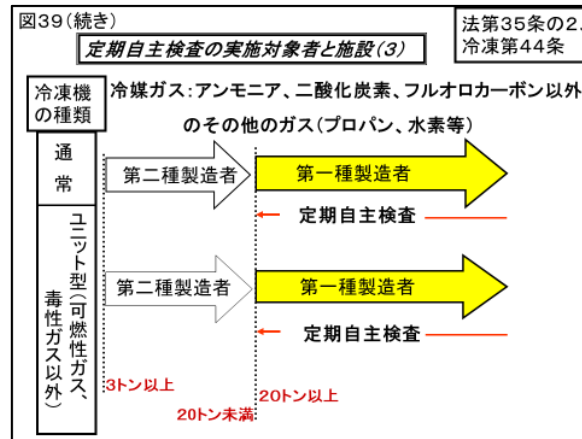 図39(続き)
定期自主検査の実施対象者と施設(3)
法第35条の2、
冷凍第44条
冷凍機
の種類
冷媒ガス:アンモニア、二酸化炭素、フルオロカーボン以外
のその他のガス(プロパン、水素等)
通常
第二種製造者
第一種製造者
定期自主検査
ユニット型(可燃性ガス、
毒性ガス以外)
第二種製造者
第一種製造者
定期自主検査
3トン以上
20トン未満
20トン以上